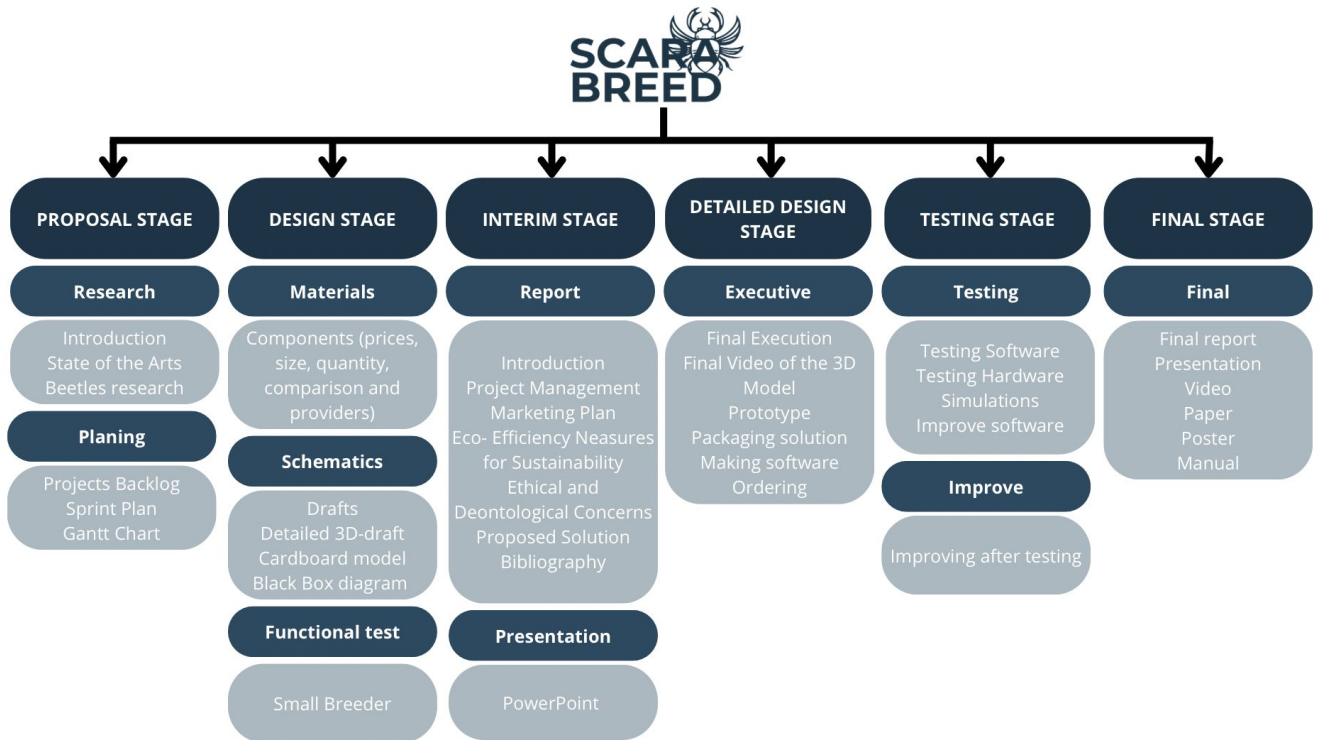 SCARA
BREED
PROPOSAL STAGE
Research
Introduction
State of the Arts
Beetles research
Planing
Projects Backlog
Sprint Plan
Gantt Chart
DESIGN STAGE
Materials
Components (prices,
size, quantity,
comparison and
providers)
Schematics
Drafts
Detailed 3D-draft
Cardboard model
Black Box diagram
Functional test
Small Breeder
INTERIM STAGE
Report
Introduction
Project Management
Marketing Plan
Eco- Efficiency Neasures
for Sustainability
Ethical and
Deontological Concerns
Proposed Solution
Bibliography
Presentation
PowerPoint
DETAILED DESIGN
STAGE
Executive
Final Execution
Final Video of the 3D
Model
Prototype
Packaging solution
Making software
Ordering
TESTING STAGE
Testing
Testing Software
Testing Hardware
Simulations
Improve software
Improve
Improving after testing
FINAL STAGE
Final
Final report
Presentation
Video
Paper
Poster
Manual